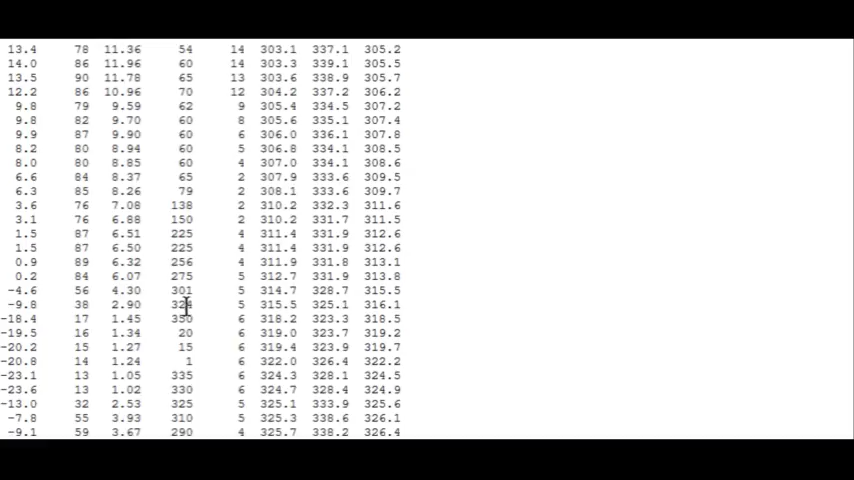 13.4 78 11.36 54 14 303.1 337.1 305.2
14.0 86 11.96 60 14 303.3 339.1 305.5
13.5 90 11.78 65 13 303.6 338.9 305.7
12.2 86 10.96 70 12 304.2 337.2 306.2
9.8 79 9.59 62 9 305.4 334.5 307.2
9.8 82 9.70 60 8 305.6 335.1 307.4
9.9 87 9.90 60 6 306.0 336.1 307.8
8.2 80 8.94 60 5 306.8 334.1 308.5
8.0 80 8.85 60 4 307.0 334.1 308.6
6.6 84 8.37 65 2 307.9 333.6 309.5
6.3 85 8.26 79 2 308.1 333.6 309.7
3.6 76 7.08 138 2 310.2 332.3 311.6
3.1 76 6.88 150 2 310.2 331.7 311.5
1.5 87 6.51 225 4 311.4 331.9 312.6
1.5 87 6.50 225 4 311.4 331.9 312.6
0.9 89 6.32 256 4 311.9 331.8 313.1
0.2 84 6.07 275 5 312.7 331.9 313.8
-4.6 56 4.30 301 5 314.7 328.7 315.5
-9.8 38 2.90 324 5 315.5 325.1 316.1
-18.4 17 1.45 350 6 318.2 323.3 318.5
-19.5 16 1.34 20 6 319.0 323.7 319.2
-20.2 15 1.27 15 6 319.4 323.9 319.7
-20.8 14 1.24 1 6 322.0 326.4 322.2
-23.1 13 1.05 335 6 324.3 328.1 324.5
-23.6 13 1.02 330 6 324.7 328.4 324.9
-13.0 32 2.53 325 5 325.1 333.9 325.6
-7.8 55 3.93 310 5 325.3 338.6 326.1
-9.1 59 3.67 290 4 325.7 338.2 326.4